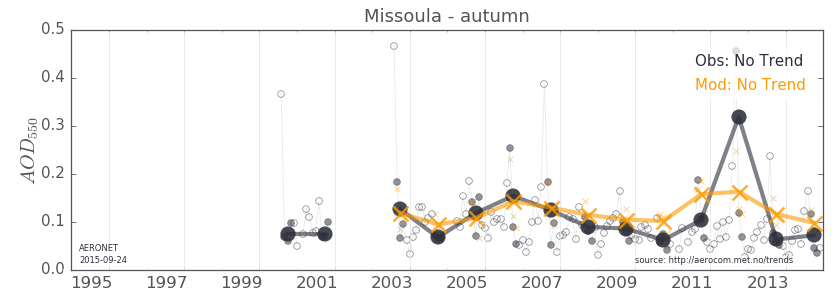 Missoula - autumn
0.5
0.4
0.3
0.2
0.1
0.0
AOD550
Obs: No Trend
Mod: No Trend
AERONET
2015-09-24
source: http://aerocom.met.no/trends
1995 1997 1999 2001 2003 2005 2007 2009 2011 2013